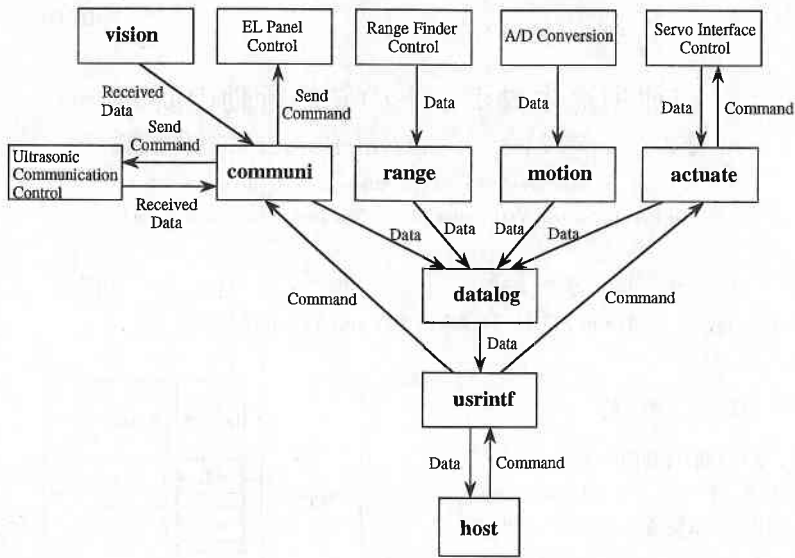 vision
EL Panel
Control
Range Finder
Control
A/D Conversion
Servo Interface
Control
Received
Data
Send
Command
Data
Data
Data
Command
Send
Command
Ultrasonic
Communication
Control
Received
Data
communi
range
motion
actuate
Data
Data
Data
Data
datalog
Command
Command
Data
usrintf
Data
Command
host